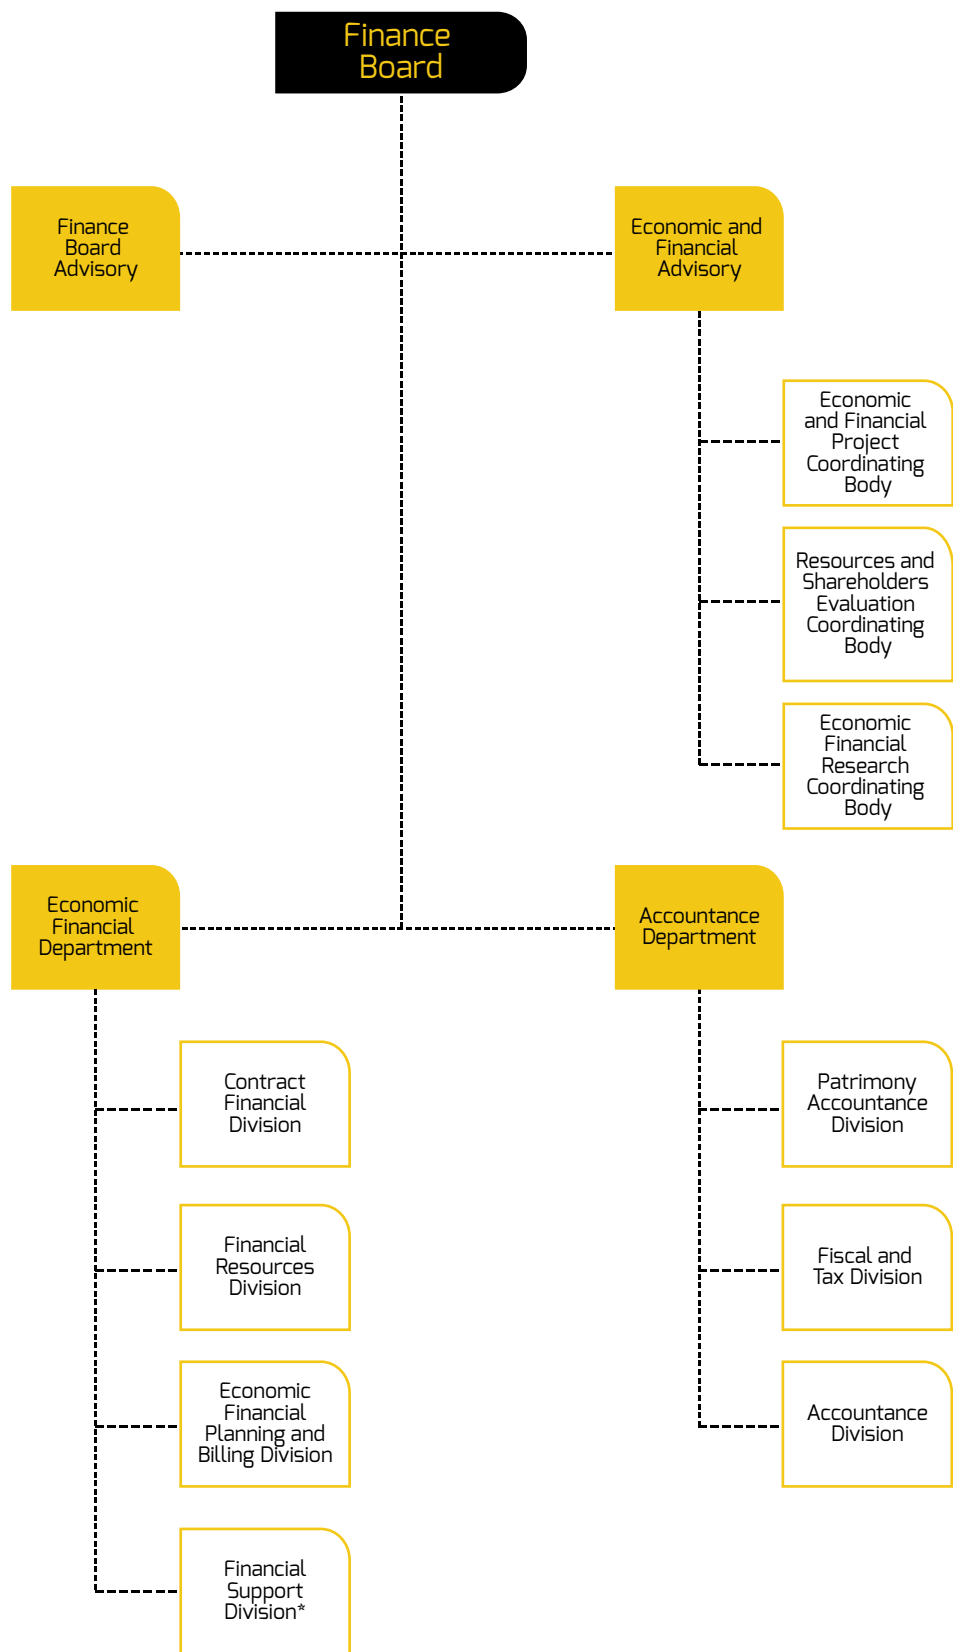 Finance
Board
Finance
Board
Advisory
Economic and
Financial
Advisory
Economic
and Financial
Project
Coordinating
Body
Resources and
Shareholders
Evaluation
Coordinating
Body
Economic
Financial
Research
Coordinating
Body
Economic
Financial
Department
Accountance
Department
Contract
Financial
Division
Patrimony
Accountance
Division
Financial
Resources
Division
Fiscal and
Tax Division
Economic
Financial
Planning and
Billing Division
Accountance
Division
Financial
Support
Division*